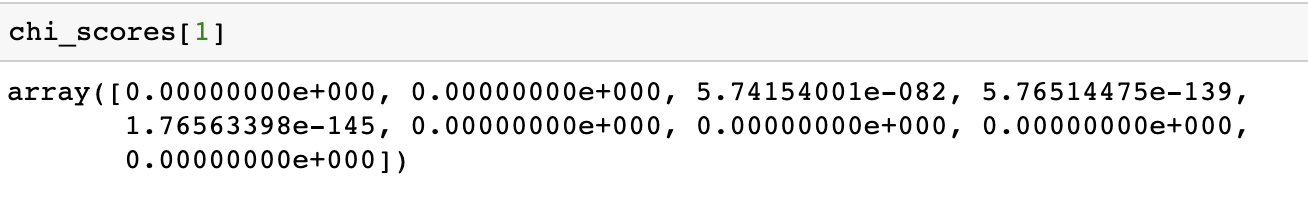 chi_scores[1]
array([0.00000000e+000, 0.00000000e+000, 5.74154001e-082, 5.76514475e-139,
1.76563398e-145, 0.00000000e+000, 0.00000000e+000, 0.00000000e+000,
0.00000000e+000])